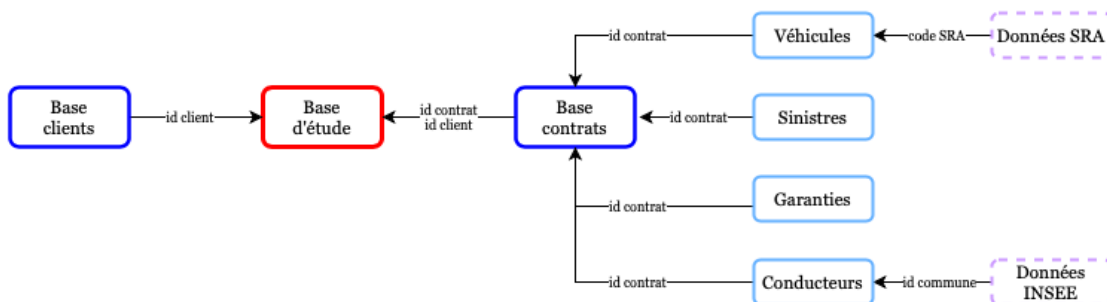 id contrat
Véhicules
code SRA
Données SRA
Base
clients
id client
Base
d'étude
id contrat
id client
Base
contrats
id contrat
Sinistres
id contrat
Garanties
id contrat
Conducteurs
id commune
Données
INSEE